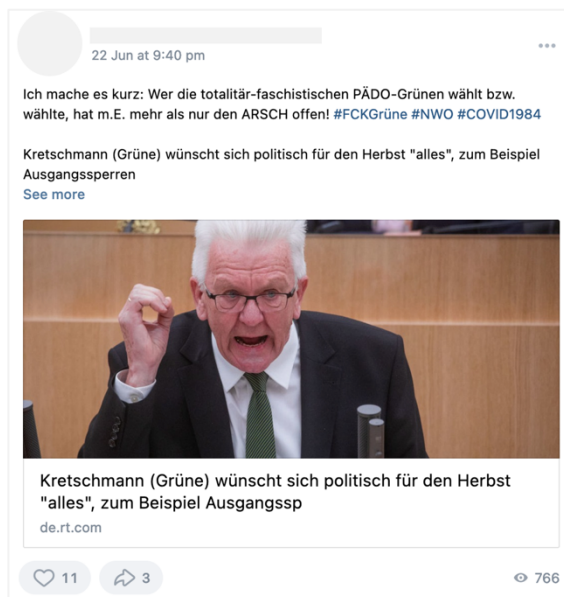 22 Jun at 9:40 pm
Ich mache es kurz: Wer die totalitär-faschistischen PÄDO-Grünen wählt bzw.
wählte, hat m.E. mehr als nur den ARSCH offen! #FCKGrüne #NWO #COVID1984
Kretschmann (Grüne) wünscht sich politisch für den Herbst "alles", zum Beispiel
Ausgangssperren
See more
Kretschmann (Grüne) wünscht sich politisch für den Herbst
"alles", zum Beispiel Ausgangssp
de.rt.com
11
3
766